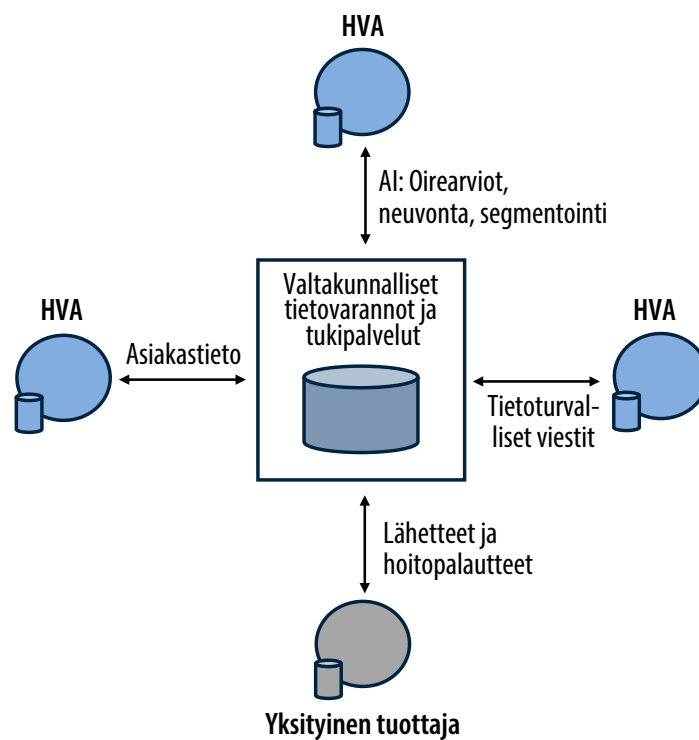 HVA
AI: Oirearviot,
neuvonta, segmentointi
Valtakunnalliset
tietovarannot ja
tukipalvelut
HVA
Asiakastieto
HVA
Tietoturval-
liset viestit
Lähetteet ja
hoitopalautteet
Yksityinen tuottaja